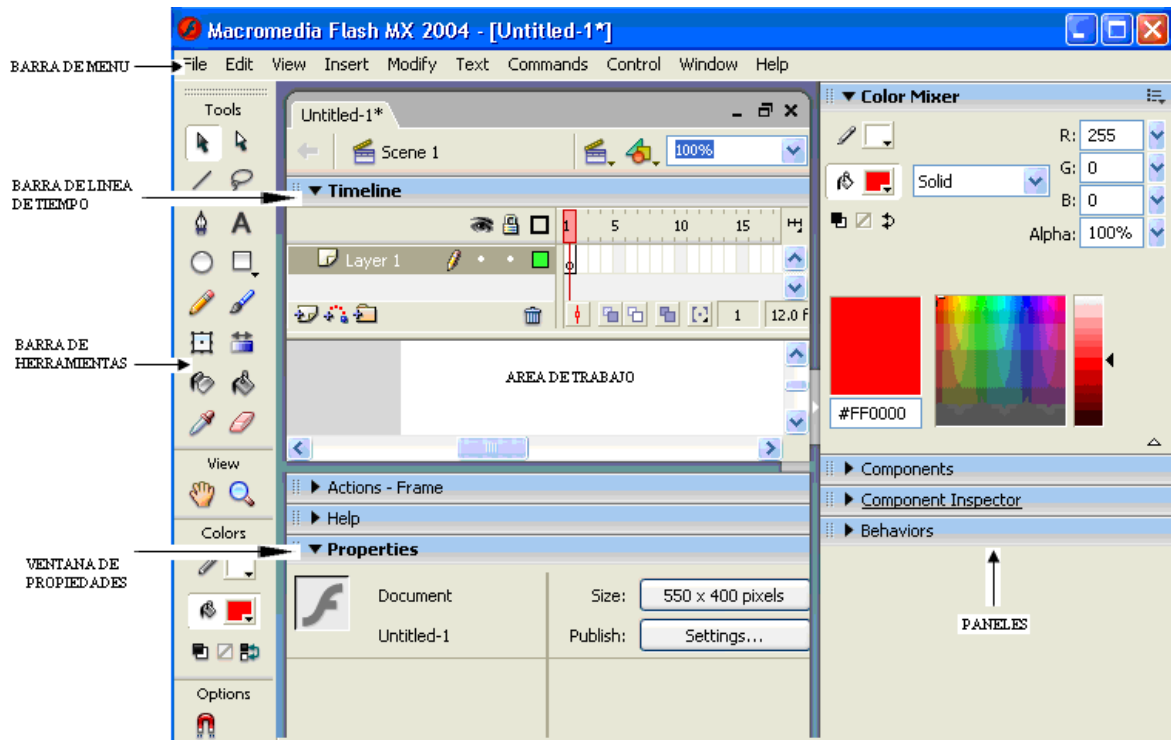 Macromedia Flash MX 2004 - [Untitled-1*]
BARRA DE MENU
File Edit View Insert Modify Text Commands Control Window Help
Tools
Untitled-1*
Scene 1
100%
BARRA DE LINEA
DE TIEMPO
Timeline
1 5 10 15
Layer 1
1 12.0 f
BARRA DE
HERRAMIENTAS
AREA DE TRABAJO
View
Actions - Frame
Help
Colors
VENTANA DE
PROPIEDADES
Properties
Document
Size: 550 x 400 pixels
Untitled-1
Publish: Settings...
Options
Color Mixer
R: 255
Solid
G: 0
B: 0
Alpha: 100%
#FF0000
Components
Component Inspector
Behaviors
PANELES